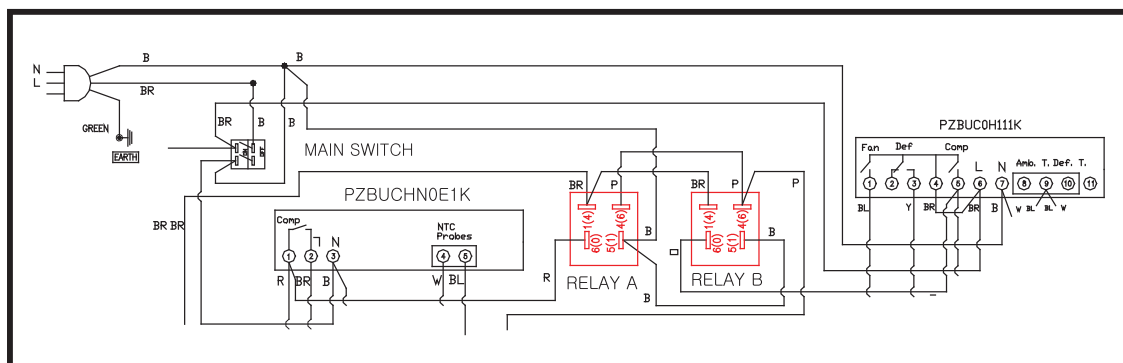 N
L
B
BR
B
GREEN
EARTH
BR
B
B
ON
OFF
MAIN SWITCH
PZBUCHN0E1K
Comp
NTC
Probes
N
1 2 3 4 5
R BR B W BL
BR BR
BR P
1(4) 4(6)
6(0) 5(1)
B
R
RELAY A
B
BR P P
1(4) 4(6)
6(0) 5(1)
B
RELAY B
B
PZBUC0H111K
Fan Def Comp L N Amb. T. Def. T.
1 2 3 4 5 6 7 8 9 10 11
BL Y BR BR B W BL BL W